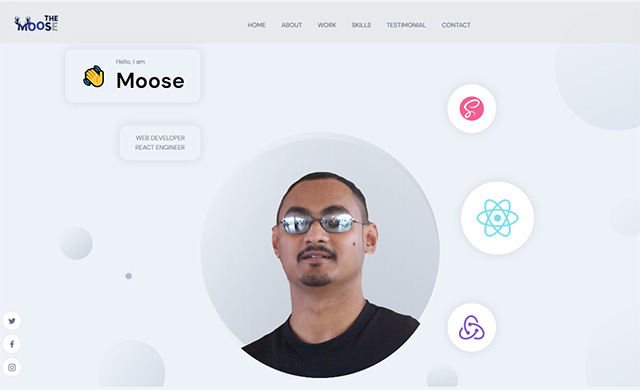 THE
MOOSE
HOME ABOUT WORK SKILLS TESTIMONIAL CONTACT
Hello, I am
Moose
WEB DEVELOPER
REACT ENGINEER